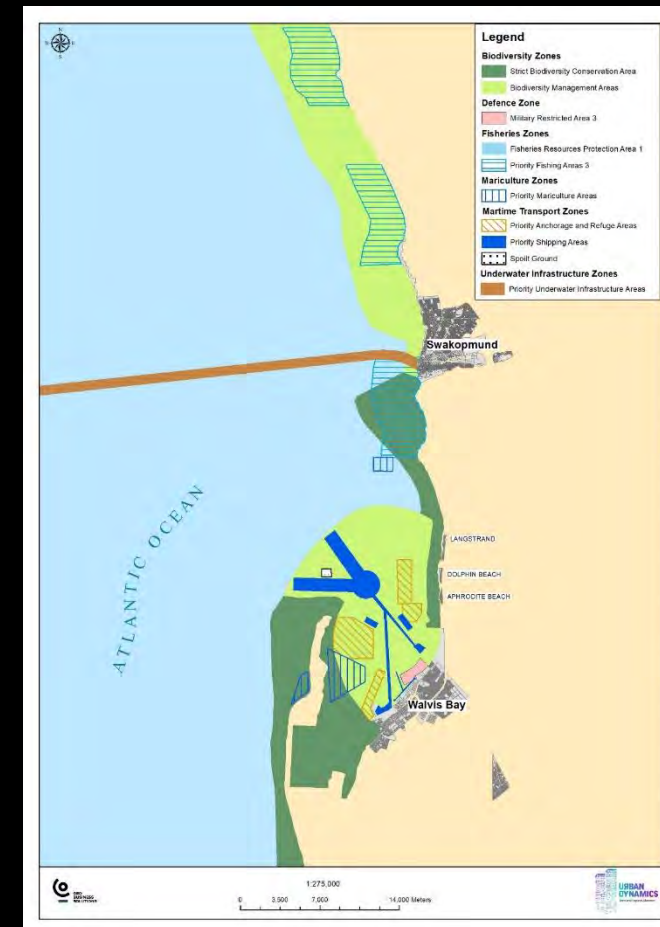 Legend
Biodiversity Zones
Strict Biodiversity Conservation Area
Biodiversity Management Areas
Defence Zone
Military Restricted Area 3
Fisheries Zones
Fisheries Resources Protection Area 1
Priority Fishing Areas 3
Mariculture Zones
Priority Mariculture Areas
Martime Transport Zones
Priority Anchorage and Refuge Areas
Priority Shipping Areas
Spoilt Ground
Underwater Infrastructure Zones
Priority Underwater Infrastructure Areas
Swakopmund
ATLANTIC OCEAN
LANGSTRAND
DOLPHIN BEACH
APHRODITE BEACH
Walvis Bay
1:275,000
0 3,500 7,000 14,000 Meters
BUSINESS
SOLUTIONS
URBAN
DYNAMICS